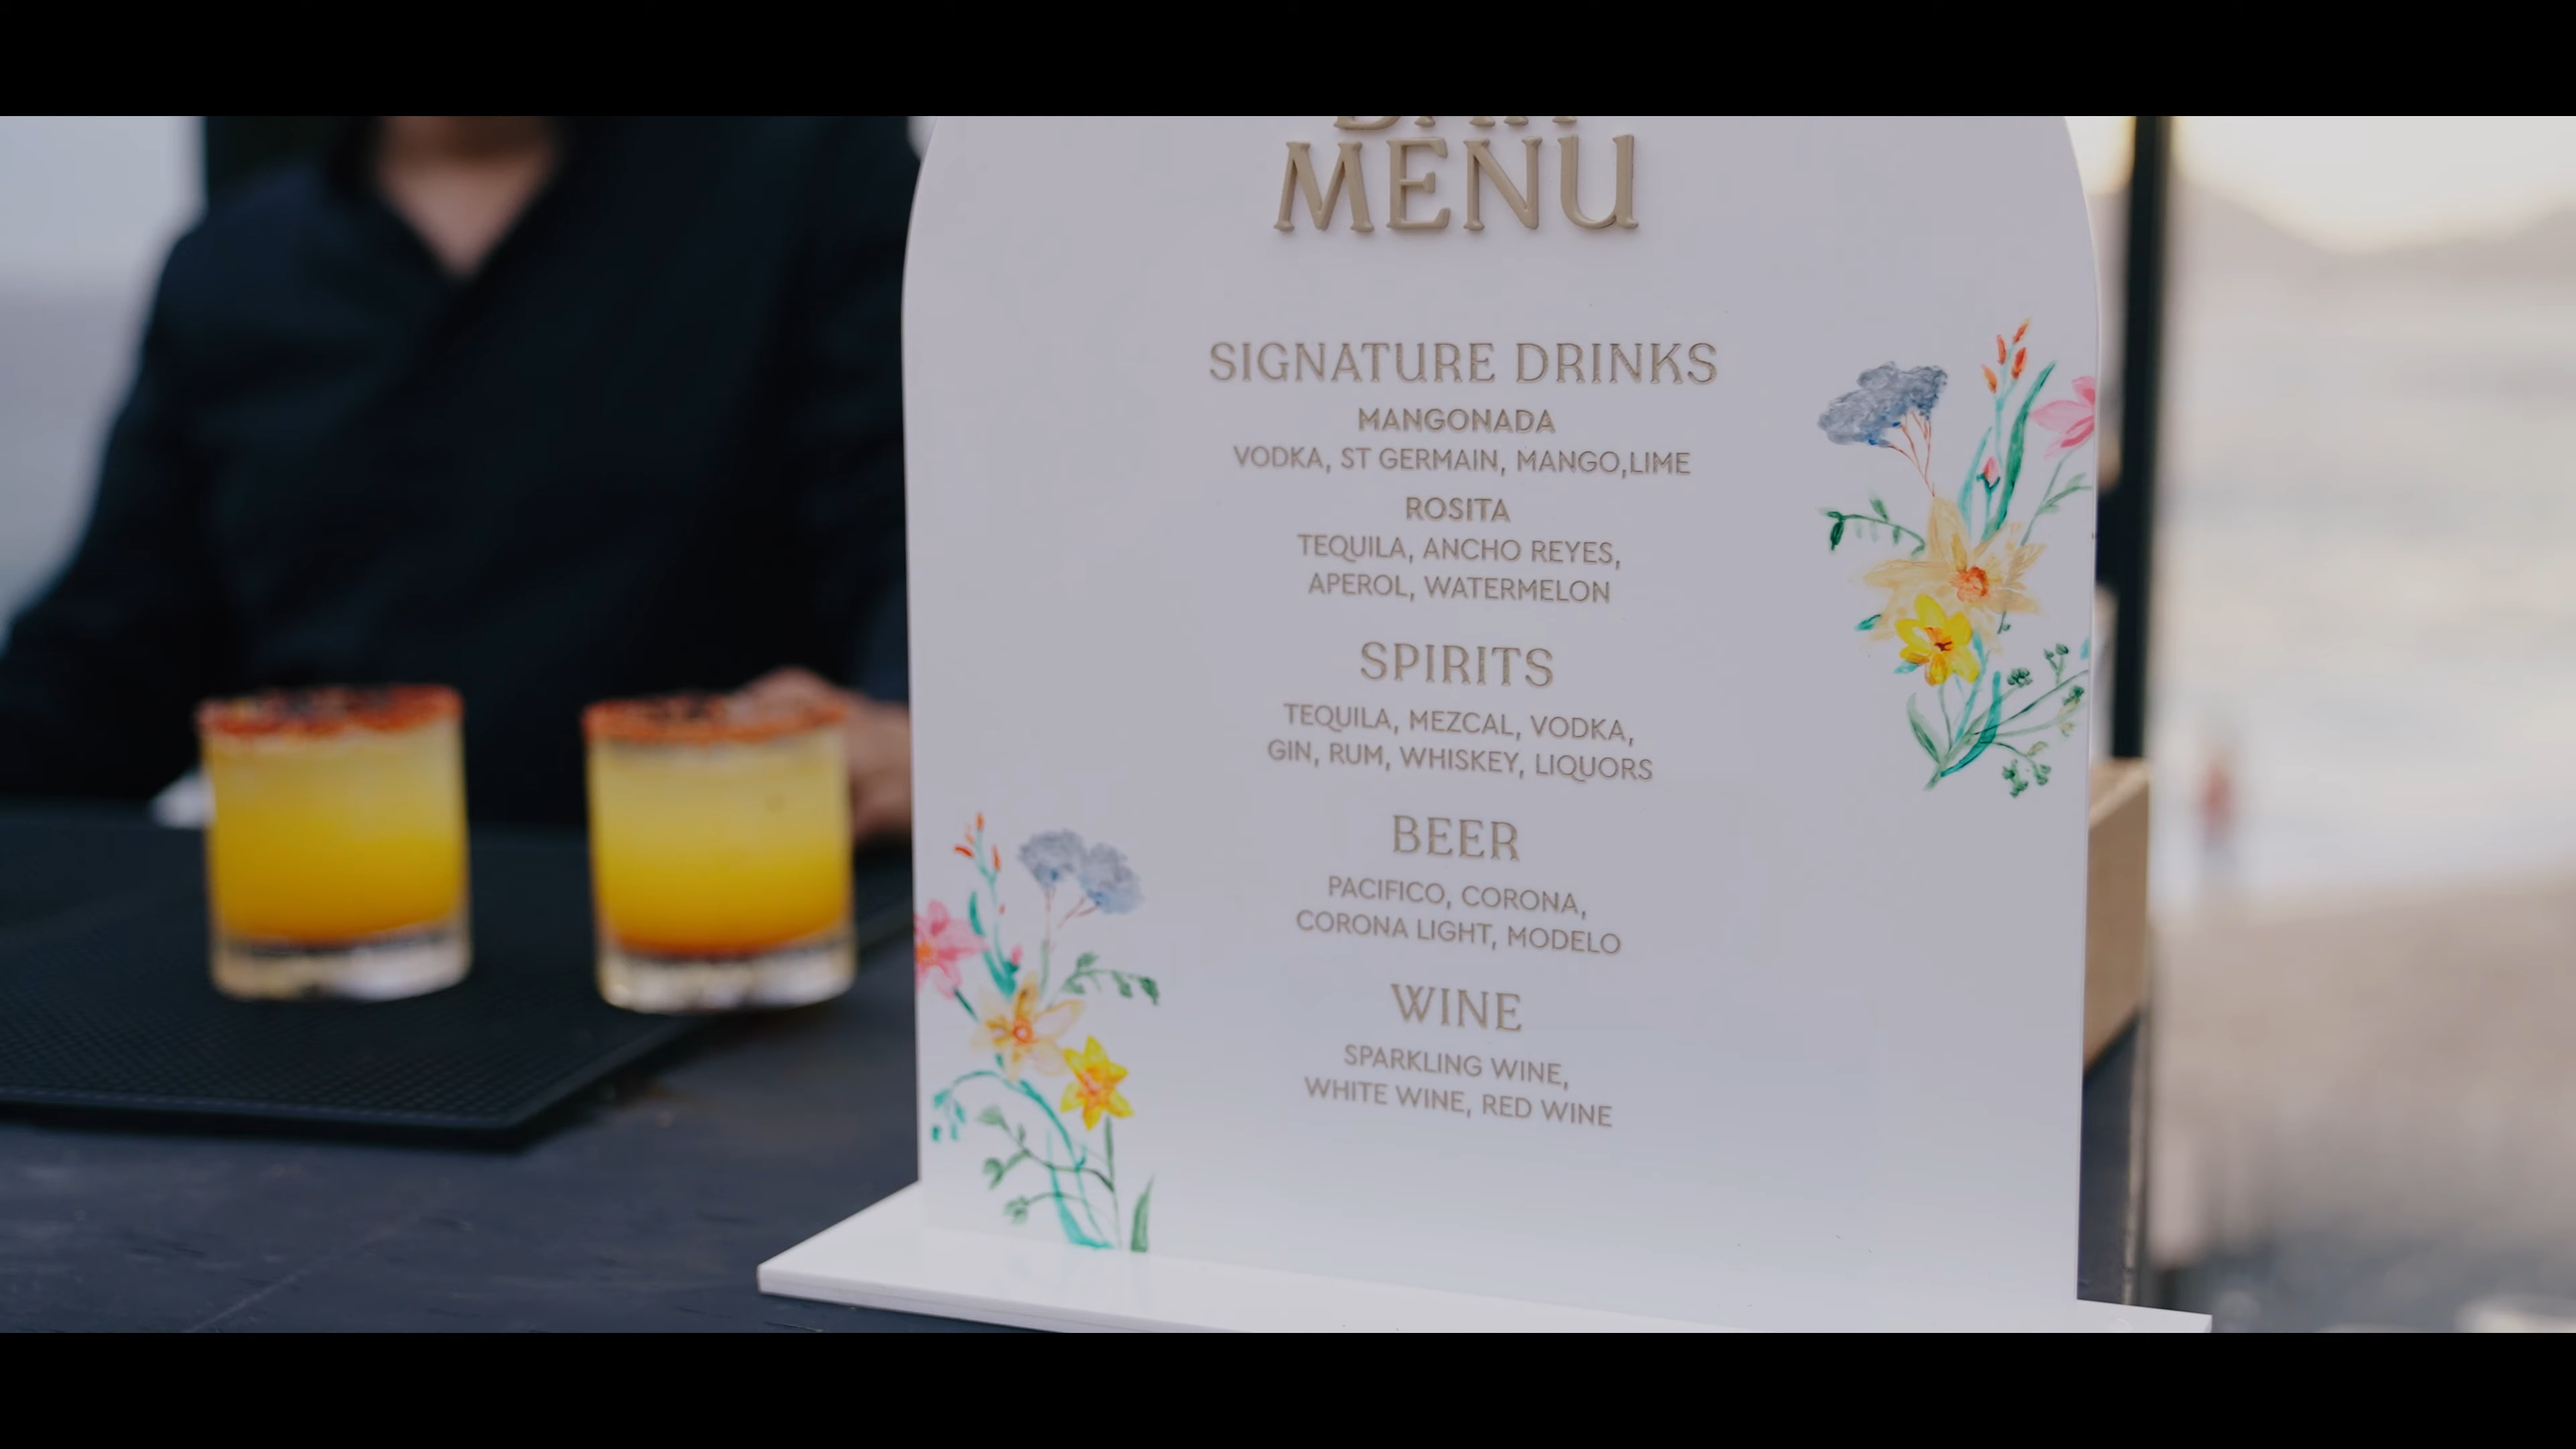 BAR
MENU
SIGNATURE DRINKS
MANGONADA
VODKA, ST GERMAIN, MANGO,LIME
ROSITA
TEQUILA, ANCHO REYES,
APEROL, WATERMELON
SPIRITS
TEQUILA, MEZCAL, VODKA,
GIN, RUM, WHISKEY, LIQUORS
BEER
PACIFICO, CORONA,
CORONA LIGHT, MODELO
WINE
SPARKLING WINE,
WHITE WINE, RED WINE